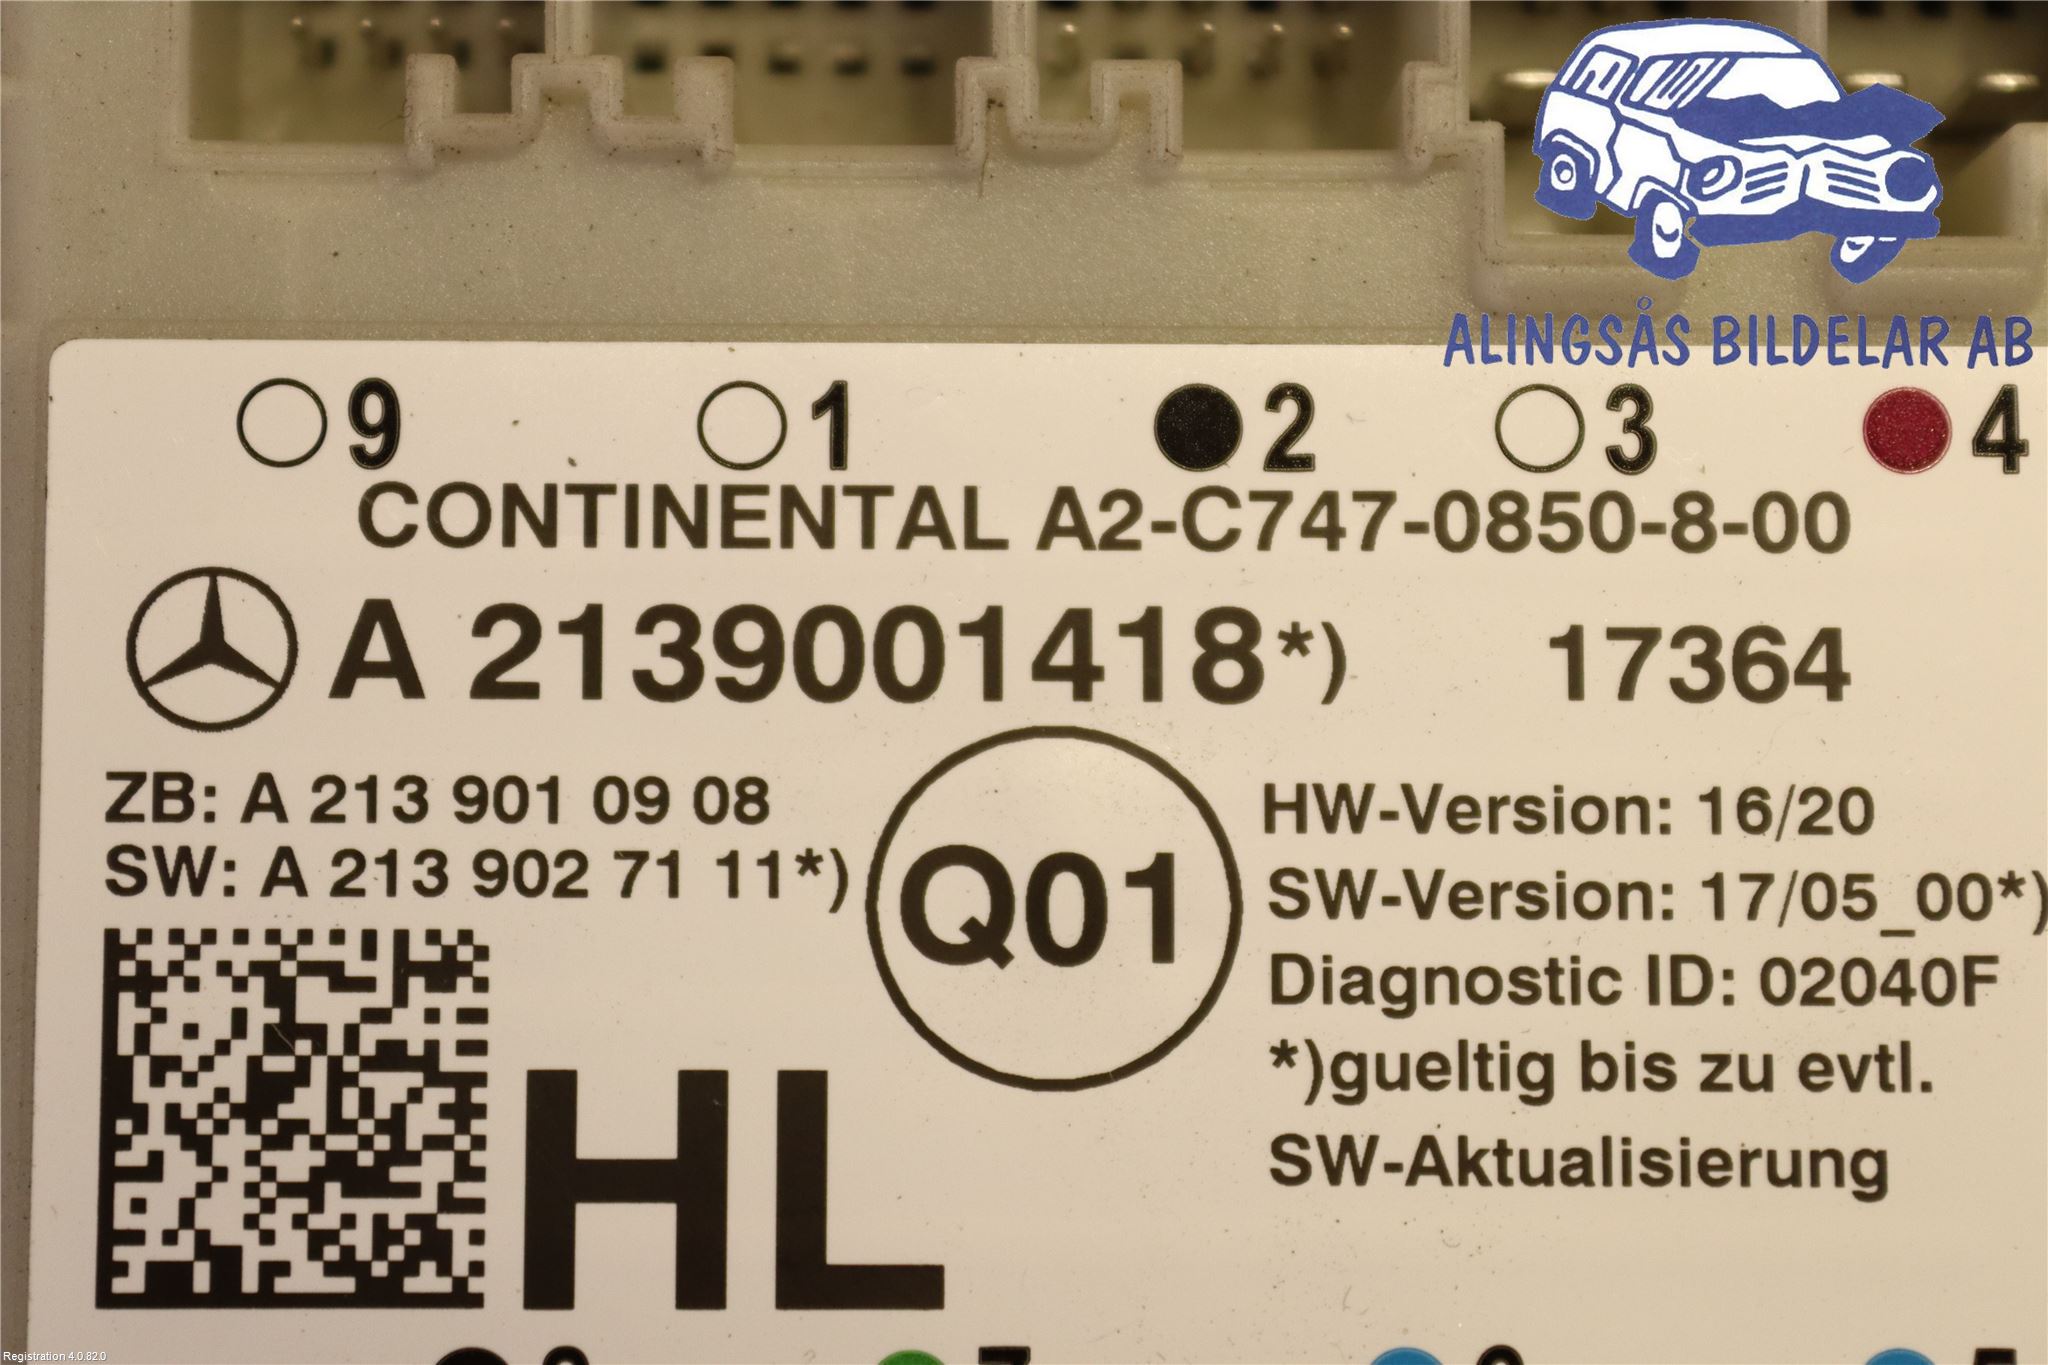 ALINGSÅS BILDELAR AB
9 1 2 3 4
CONTINENTAL A2-C747-0850-8-00
A 2139001418*) 17364
ZB: A 213 901 09 08
SW: A 213 902 71 11*)
Q01
HW-Version: 16/20
SW-Version: 17/05_00*)
Diagnostic ID: 02040F
*)gueltig bis zu evtl.
SW-Aktualisierung
HL
Registration 4.0.82.0